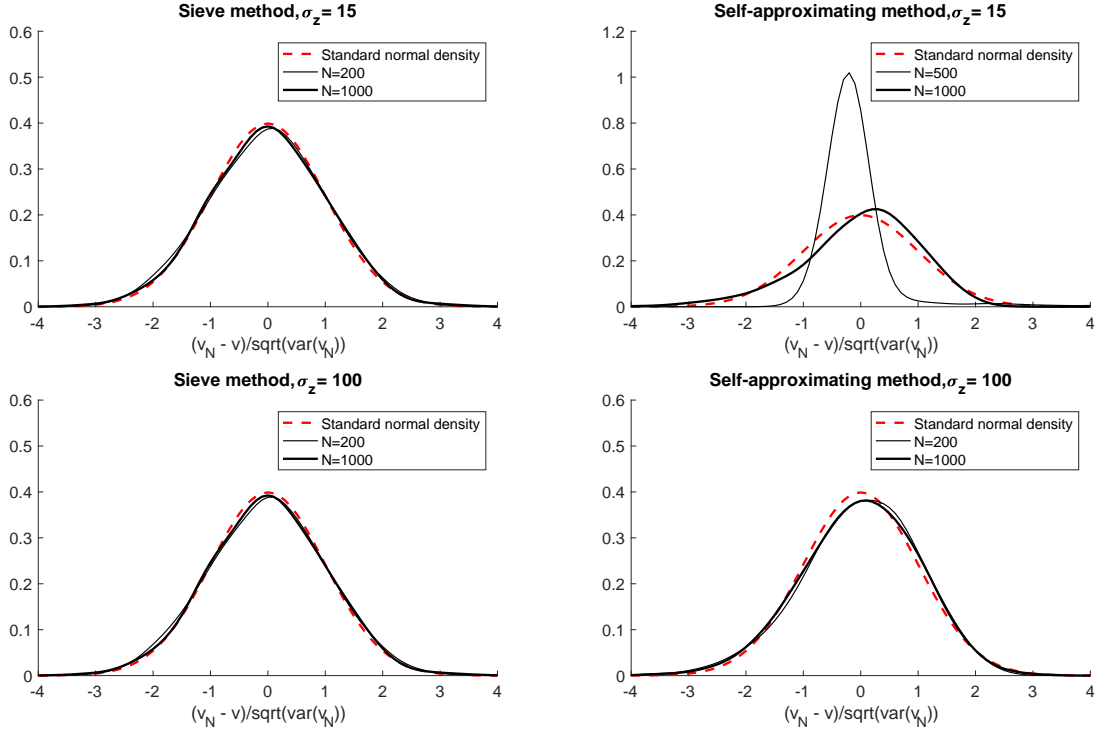 Sieve method, σz= 15
0.6
0.5
0.4
0.3
0.2
0.1
0
-4 -3 -2 -1 0 1 2 3 4
(vN - v)/sqrt(var(vN))
Standard normal density
N=200
N=1000
Self-approximating method, σz= 15
1.2
1
0.8
0.6
0.4
0.2
0
-4 -3 -2 -1 0 1 2 3 4
(vN - v)/sqrt(var(vN))
Standard normal density
N=500
N=1000
Sieve method, σz= 100
0.6
0.5
0.4
0.3
0.2
0.1
0
-4 -3 -2 -1 0 1 2 3 4
(vN - v)/sqrt(var(vN))
Standard normal density
N=200
N=1000
Self-approximating method,σz= 100
0.6
0.5
0.4
0.3
0.2
0.1
0
-4 -3 -2 -1 0 1 2 3 4
(vN - v)/sqrt(var(vN))
Standard normal density
N=200
N=1000